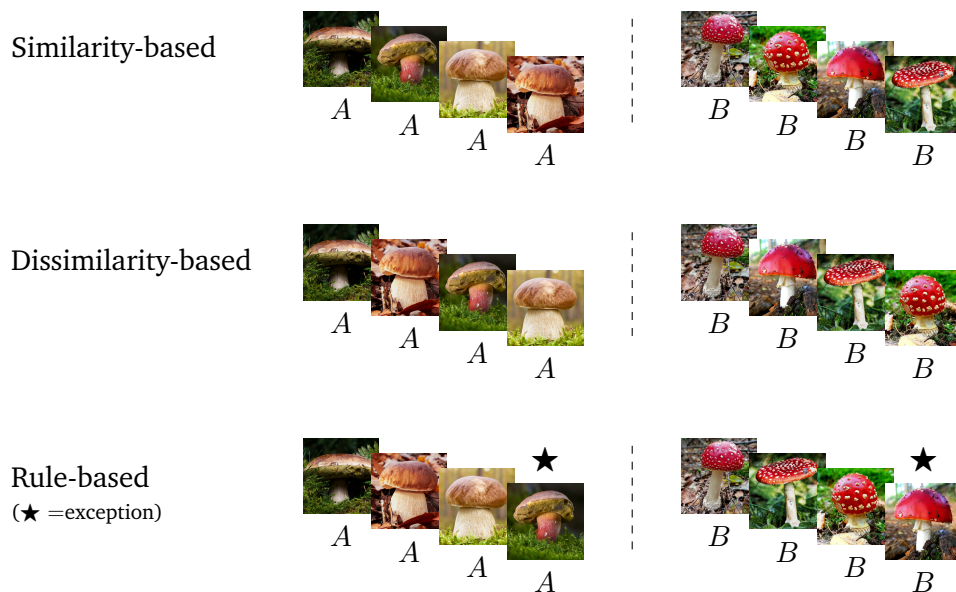 Similarity-based
A
A
A
A
B
B
B
B
Dissimilarity-based
A
A
A
A
B
B
B
B
Rule-based
(★ =exception)
★
★
A
A
A
A
B
B
B
B